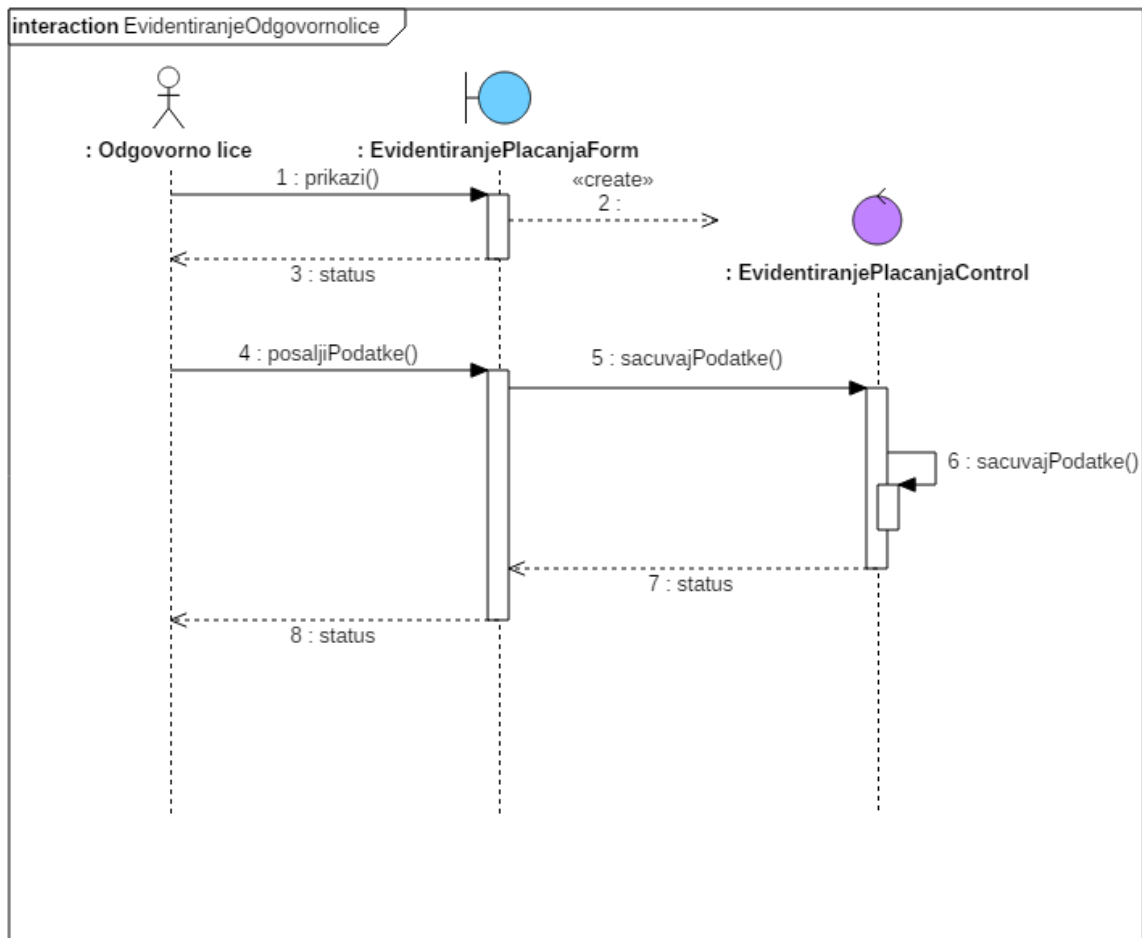 interaction EvidentiranjeOdgovornolice
: Odgovorno lice
: EvidentiranjePlacanjaForm
1 : prikazi()
«create»
2 :
: EvidentiranjePlacanjaControl
3 : status
4 : posaljiPodatke()
5 : sacuvajPodatke()
6 : sacuvajPodatke()
7 : status
8 : status